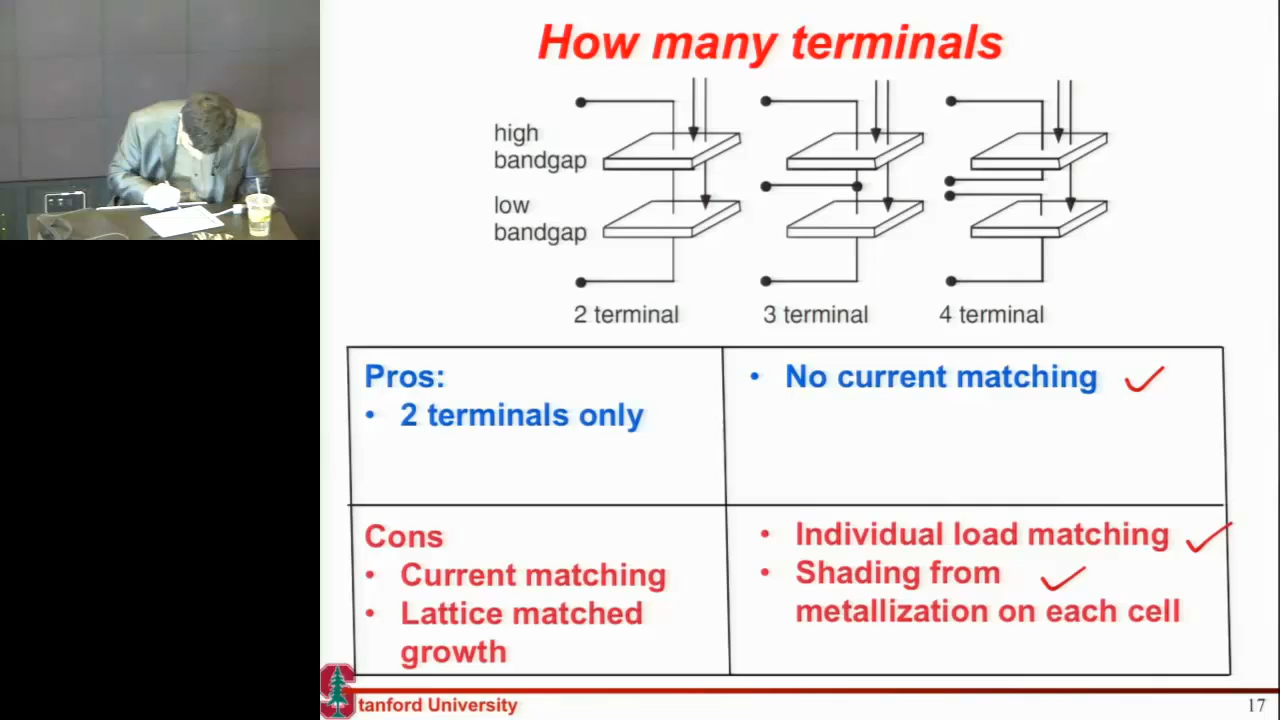 How many terminals
high
bandgap
low
bandgap
2 terminal
3 terminal
4 terminal
Pros:
• 2 terminals only
• No current matching
Cons
• Current matching
• Lattice matched
growth
• Individual load matching
• Shading from
metallization on each cell
Stanford University
17